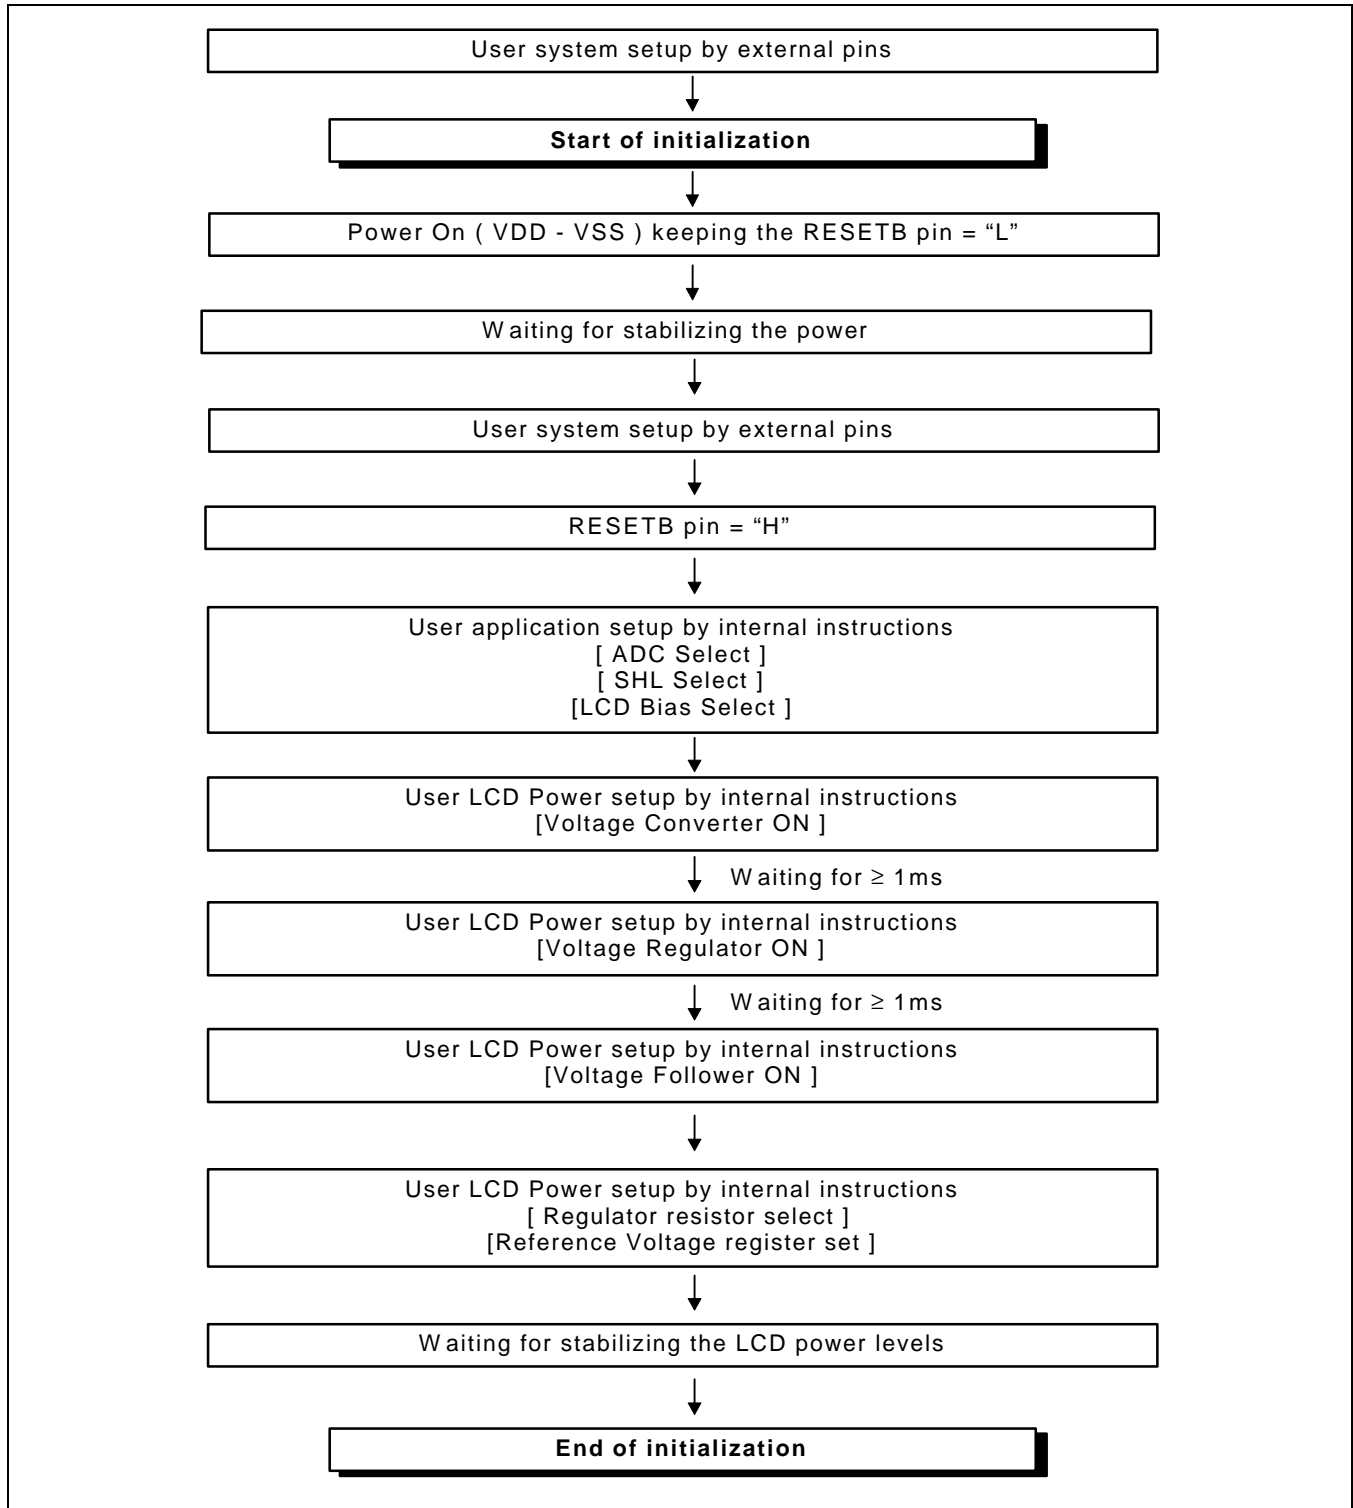 User system setup by external pins
Start of initialization
Power On ( VDD - VSS ) keeping the RESETB pin = “L”
Waiting for stabilizing the power
User system setup by external pins
RESETB pin = “H”
User application setup by internal instructions
[ ADC Select ]
[ SHL Select ]
[LCD Bias Select ]
User LCD Power setup by internal instructions
[Voltage Converter ON ]
Waiting for ≥ 1ms
User LCD Power setup by internal instructions
[Voltage Regulator ON ]
Waiting for ≥ 1ms
User LCD Power setup by internal instructions
[Voltage Follower ON ]
User LCD Power setup by internal instructions
[ Regulator resistor select ]
[Reference Voltage register set ]
Waiting for stabilizing the LCD power levels
End of initialization